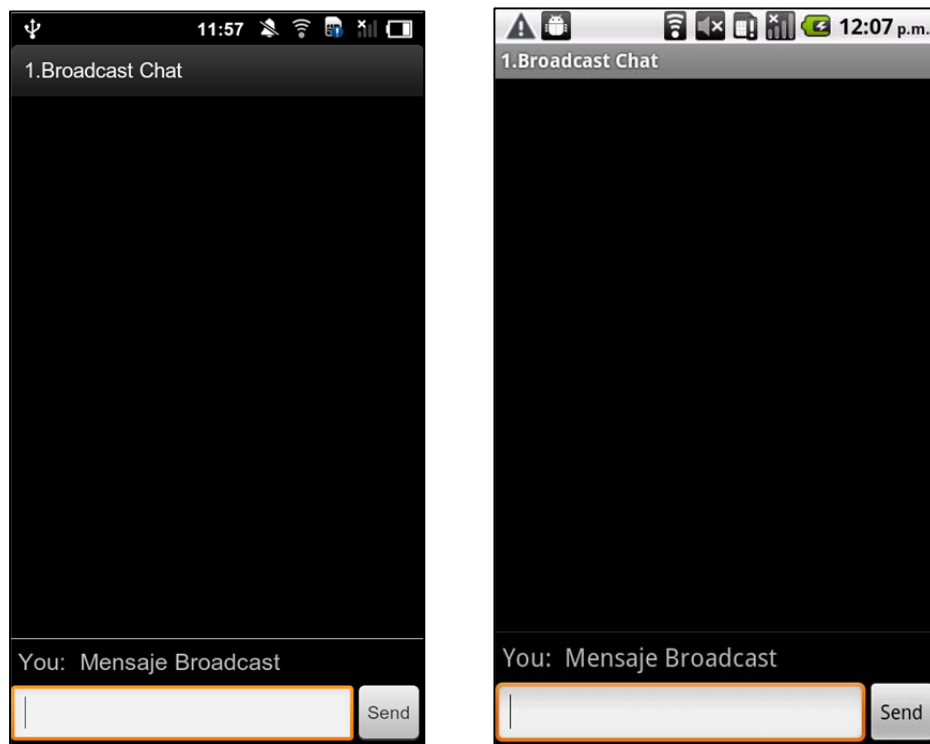 11:57
1.Broadcast Chat
You: Mensaje Broadcast
Send
12:07 p.m.
1.Broadcast Chat
You: Mensaje Broadcast
Send